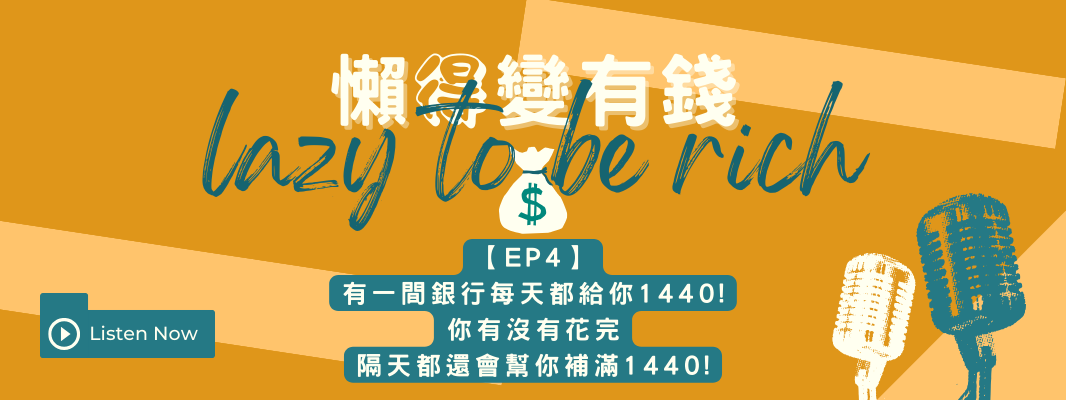 懶得變有錢
lazy to be rich
$
【EP4】
有一間銀行每天都給你1440!
你有沒有花完
隔天都還會幫你補滿1440!
Listen Now